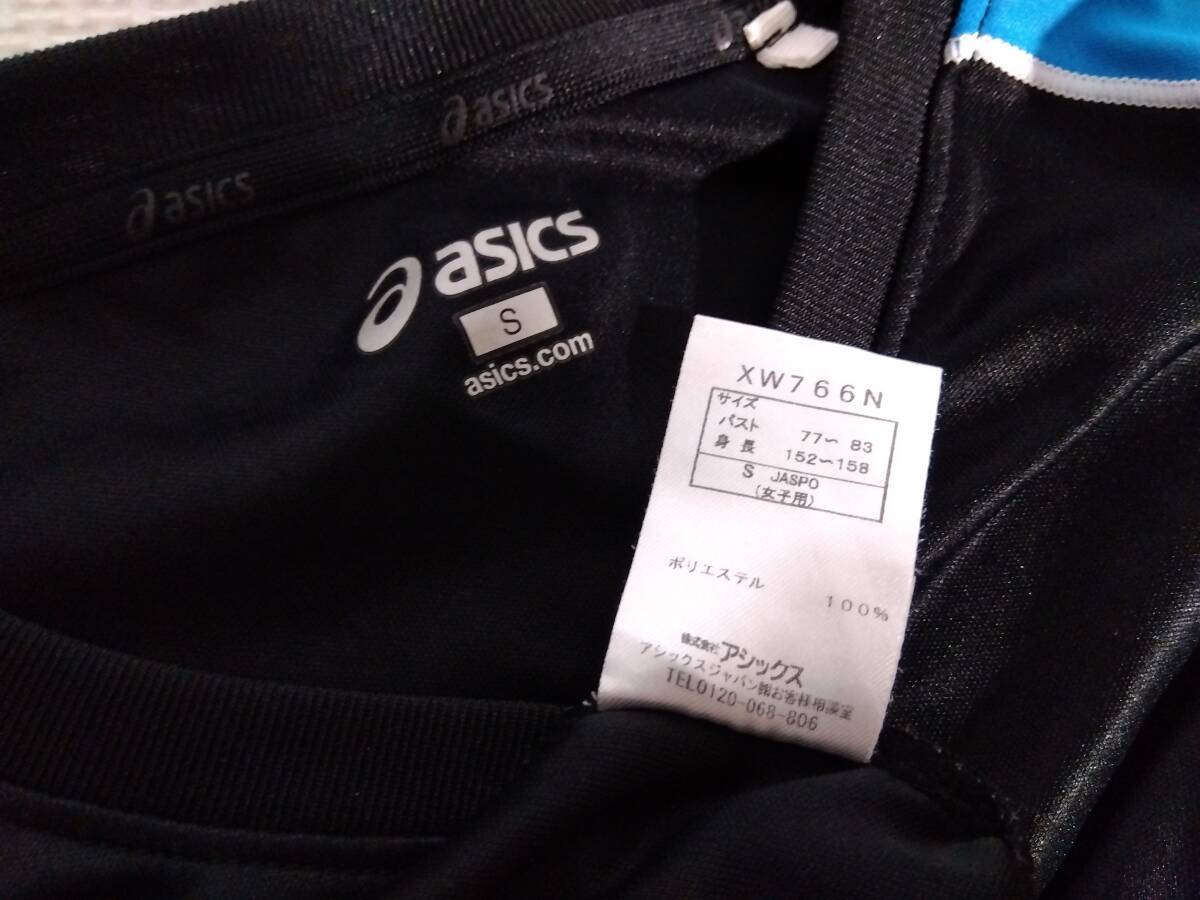 asics
asics
asics
S
asics.com
XW766N
サイズ
バスト 77〜 83
身長 152〜158
S JASPO
(女子用)
ポリエステル
100%
株式会社アシックス
アシックスジャパン㈱お客様相談室
TEL0120-068-806